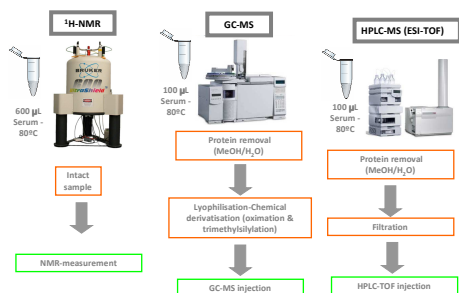 ¹H-NMR
GC-MS
HPLC-MS (ESI-TOF)
BRUKER
UltraShield
600 µL
Serum -
80ºC
100 µL
Serum -
80ºC
100 µL
Serum -
80ºC
Intact
sample
NMR-measurement
Protein removal
(MeOH/H₂O)
Lyophilisation-Chemical
derivatisation (oximation &
trimethylsilylation)
GC-MS injection
Protein removal
(MeOH/H₂O)
Filtration
HPLC-TOF injection